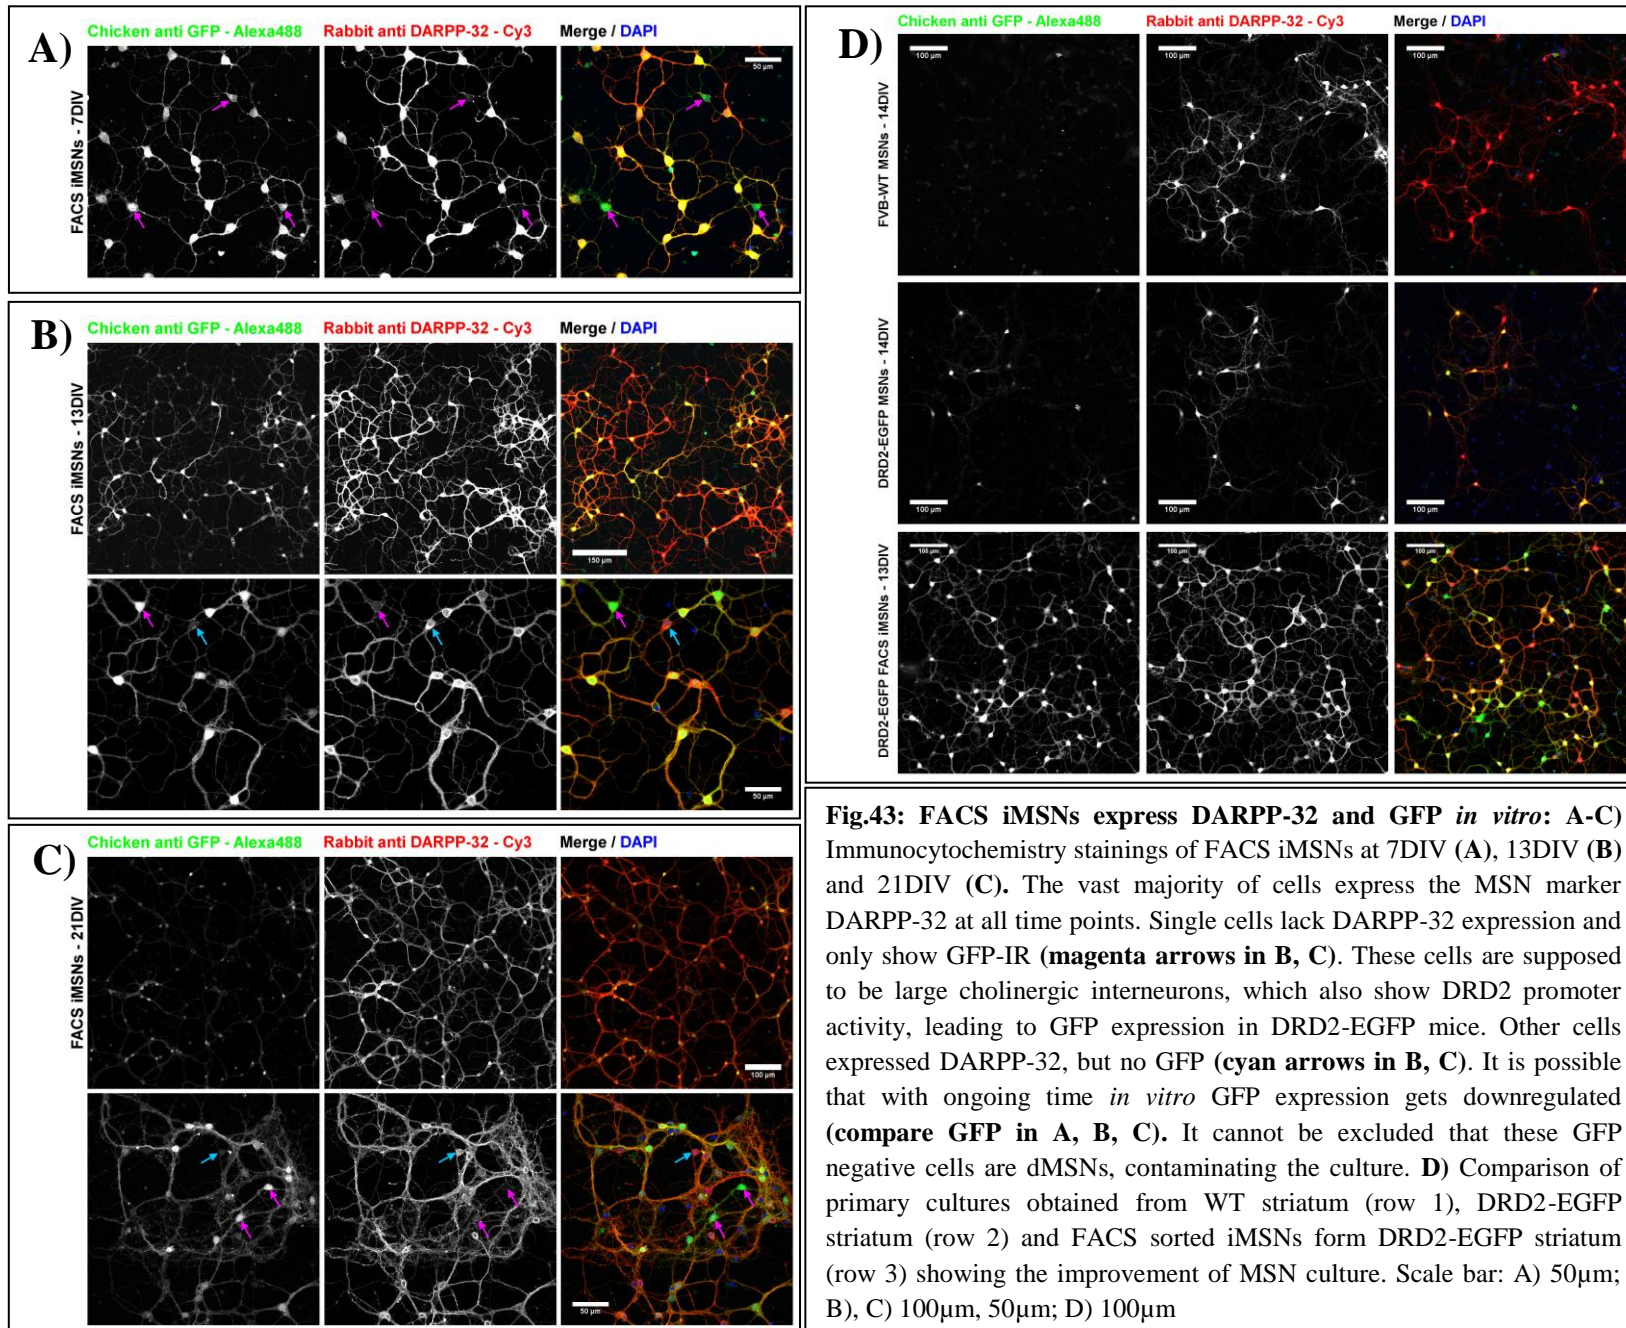 A)
Chicken anti GFP - Alexa488
Rabbit anti DARPP-32 - Cy3
Merge / DAPI
FACS iMSNs - 7DIV
50 µm
B)
Chicken anti GFP - Alexa488
Rabbit anti DARPP-32 - Cy3
Merge / DAPI
FACS iMSNs - 13DIV
150 µm
50 µm
C)
Chicken anti GFP - Alexa488
Rabbit anti DARPP-32 - Cy3
Merge / DAPI
FACS iMSNs - 21DIV
100 µm
50 µm
D)
Chicken anti GFP - Alexa488
Rabbit anti DARPP-32 - Cy3
Merge / DAPI
FVB-WT MSNs - 14DIV
100 µm
100 µm
100 µm
DRD2-EGFP MSNs - 14DIV
100 µm
100 µm
100 µm
DRD2-EGFP FACS iMSNs - 13DIV
100 µm
100 µm
100 µm
Fig.43: FACS iMSNs express DARPP-32 and GFP in vitro: A-C)
Immunocytochemistry stainings of FACS iMSNs at 7DIV (A), 13DIV (B)
and 21DIV (C). The vast majority of cells express the MSN marker
DARPP-32 at all time points. Single cells lack DARPP-32 expression and
only show GFP-IR (magenta arrows in B, C). These cells are supposed
to be large cholinergic interneurons, which also show DRD2 promoter
activity, leading to GFP expression in DRD2-EGFP mice. Other cells
expressed DARPP-32, but no GFP (cyan arrows in B, C). It is possible
that with ongoing time in vitro GFP expression gets downregulated
(compare GFP in A, B, C). It cannot be excluded that these GFP
negative cells are dMSNs, contaminating the culture. D) Comparison of
primary cultures obtained from WT striatum (row 1), DRD2-EGFP
striatum (row 2) and FACS sorted iMSNs form DRD2-EGFP striatum
(row 3) showing the improvement of MSN culture. Scale bar: A) 50µm;
B), C) 100µm, 50µm; D) 100µm